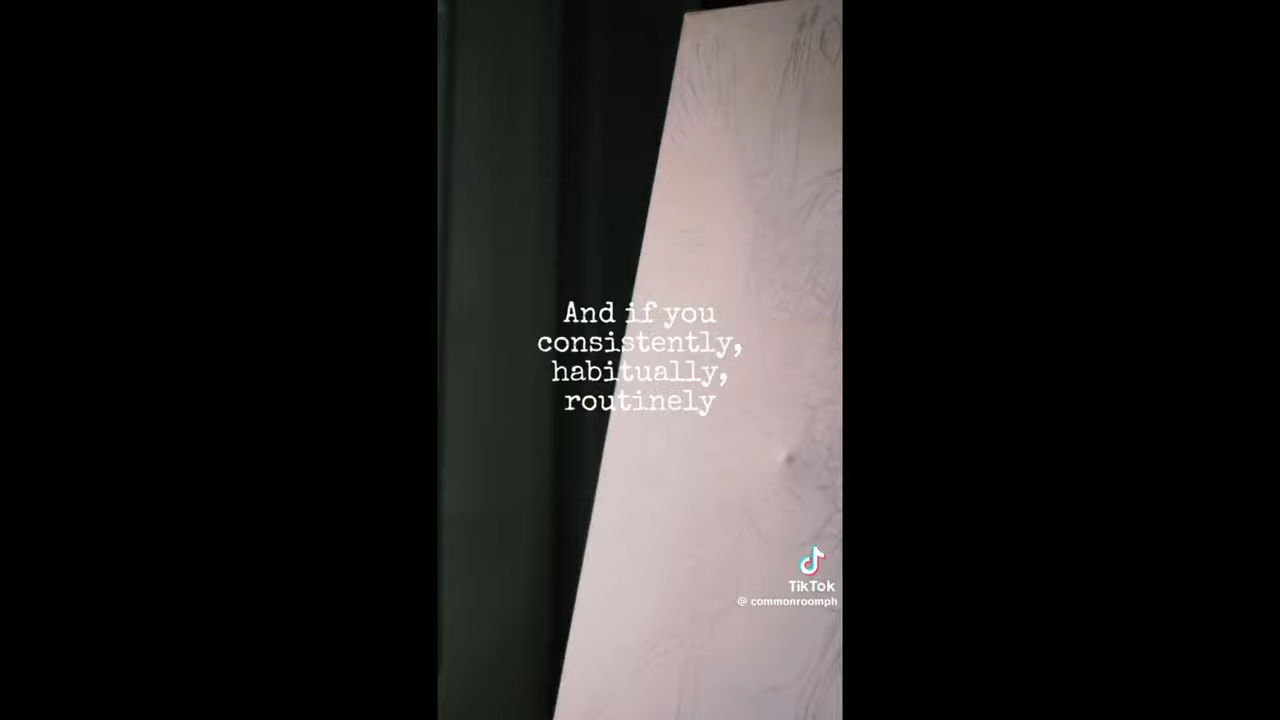 And if you
consistently,
habitually,
routinely
TikTok
@ commonroomph